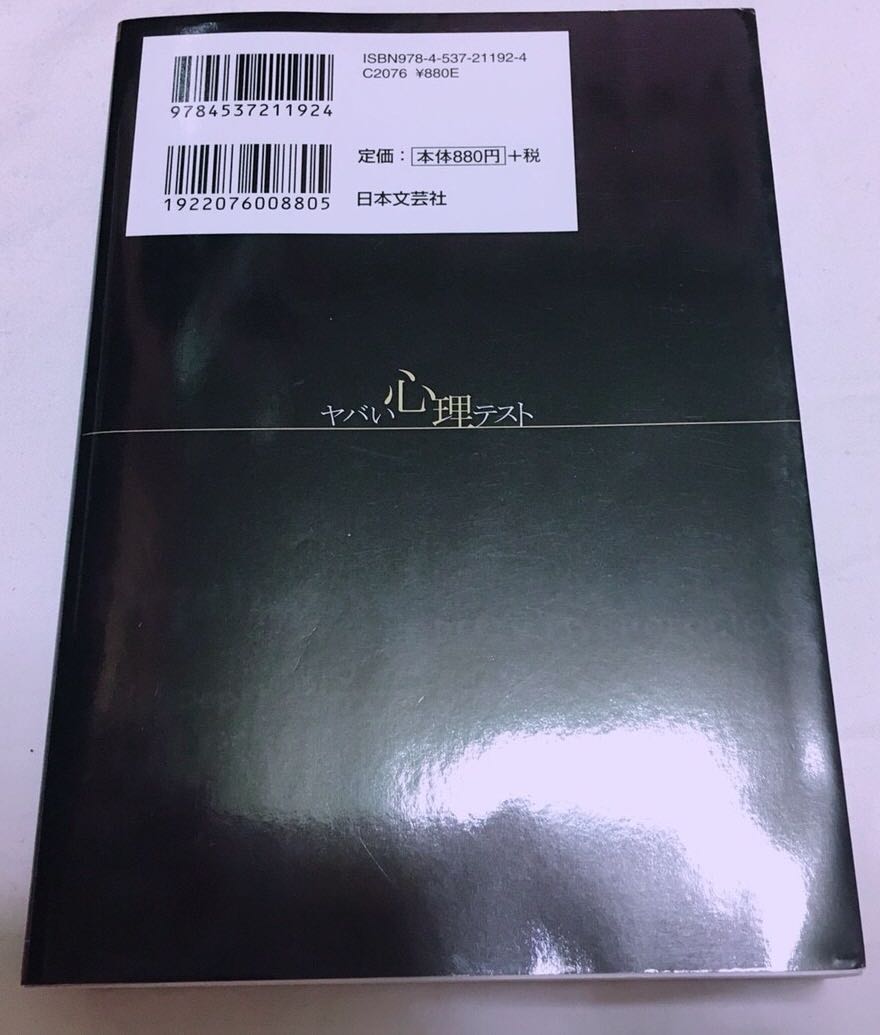 ISBN978-4-537-21192-4
C2076 ¥880E
9784537211924
定価：本体880円+税
1922076008805
日本文芸社
ヤバい心理テスト